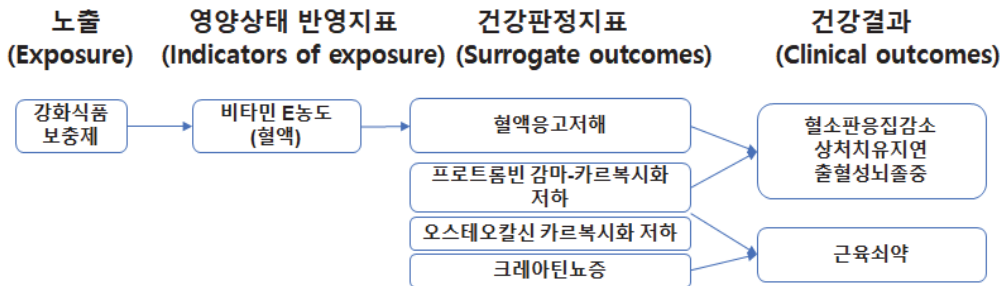 노출
(Exposure)
영양상태 반영지표
(Indicators of exposure)
건강판정지표
(Surrogate outcomes)
건강결과
(Clinical outcomes)
강화식품
보충제
비타민 E농도
(혈액)
혈액응고저해
프로트롬빈 감마-카르복시화
저하
오스테오칼신 카르복시화 저하
크레아틴뇨증
혈소판응집감소
상처치유지연
출혈성뇌졸중
근육쇠약